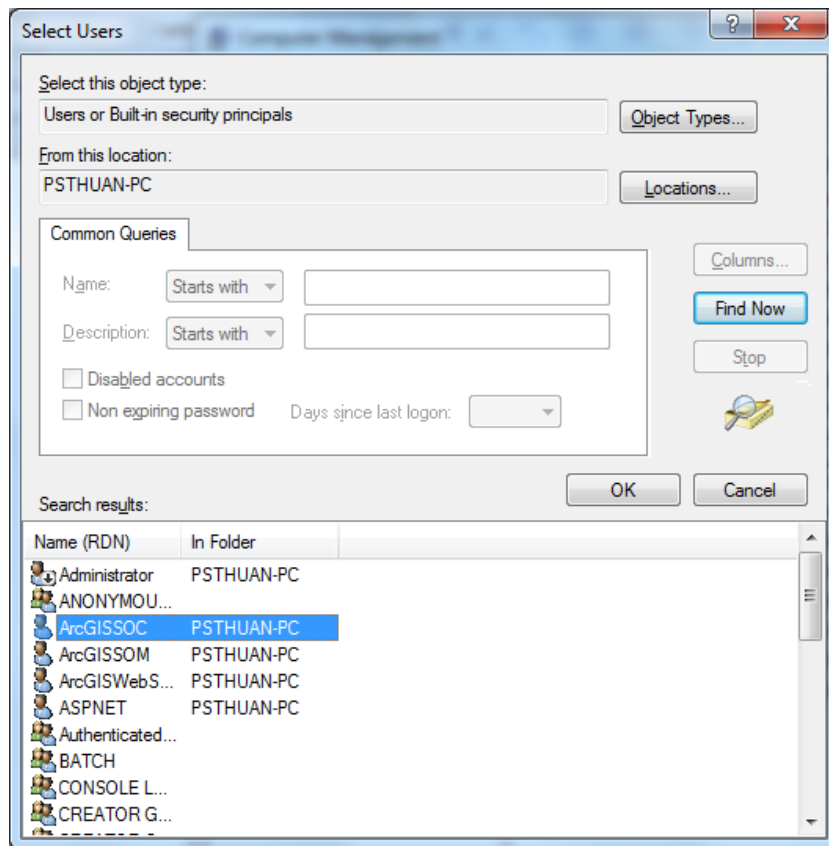 Select Users
Computer Management
Select this object type:
Users or Built-in security principals
Object Types...
From this location:
PSTHUAN-PC
Locations...
Common Queries
Columns...
Name: Starts with
Find Now
Description: Starts with
Stop
Disabled accounts
Non expiring password Days since last logon:
OK Cancel
Search results:
Name (RDN) In Folder
Administrator PSTHUAN-PC
ANONYMOU...
ArcGISSOC PSTHUAN-PC
ArcGISSOM PSTHUAN-PC
ArcGISWebS... PSTHUAN-PC
ASPNET PSTHUAN-PC
Authenticated...
BATCH
CONSOLE L...
CREATOR G...